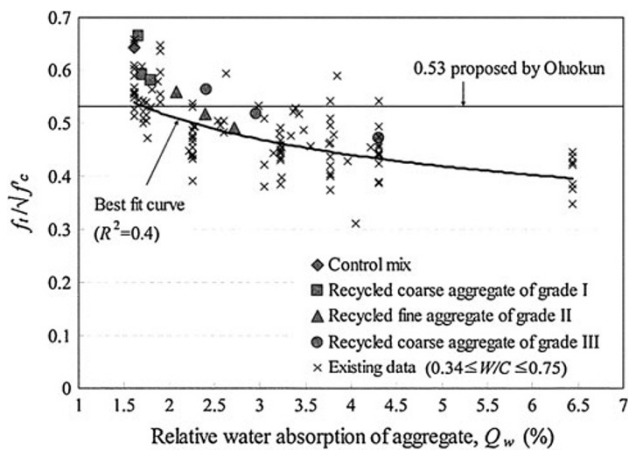 0.7
0.6
0.5
0.4
0.3
0.2
0.1
0
f_t/√f'_c
0.53 proposed by Oluokun
Best fit curve
(R²=0.4)
Control mix
Recycled coarse aggregate of grade I
Recycled fine aggregate of grade II
Recycled coarse aggregate of grade III
Existing data (0.34≤W/C≤0.75)
1 1.5 2 2.5 3 3.5 4 4.5 5 5.5 6 6.5 7
Relative water absorption of aggregate, Q_w (%)